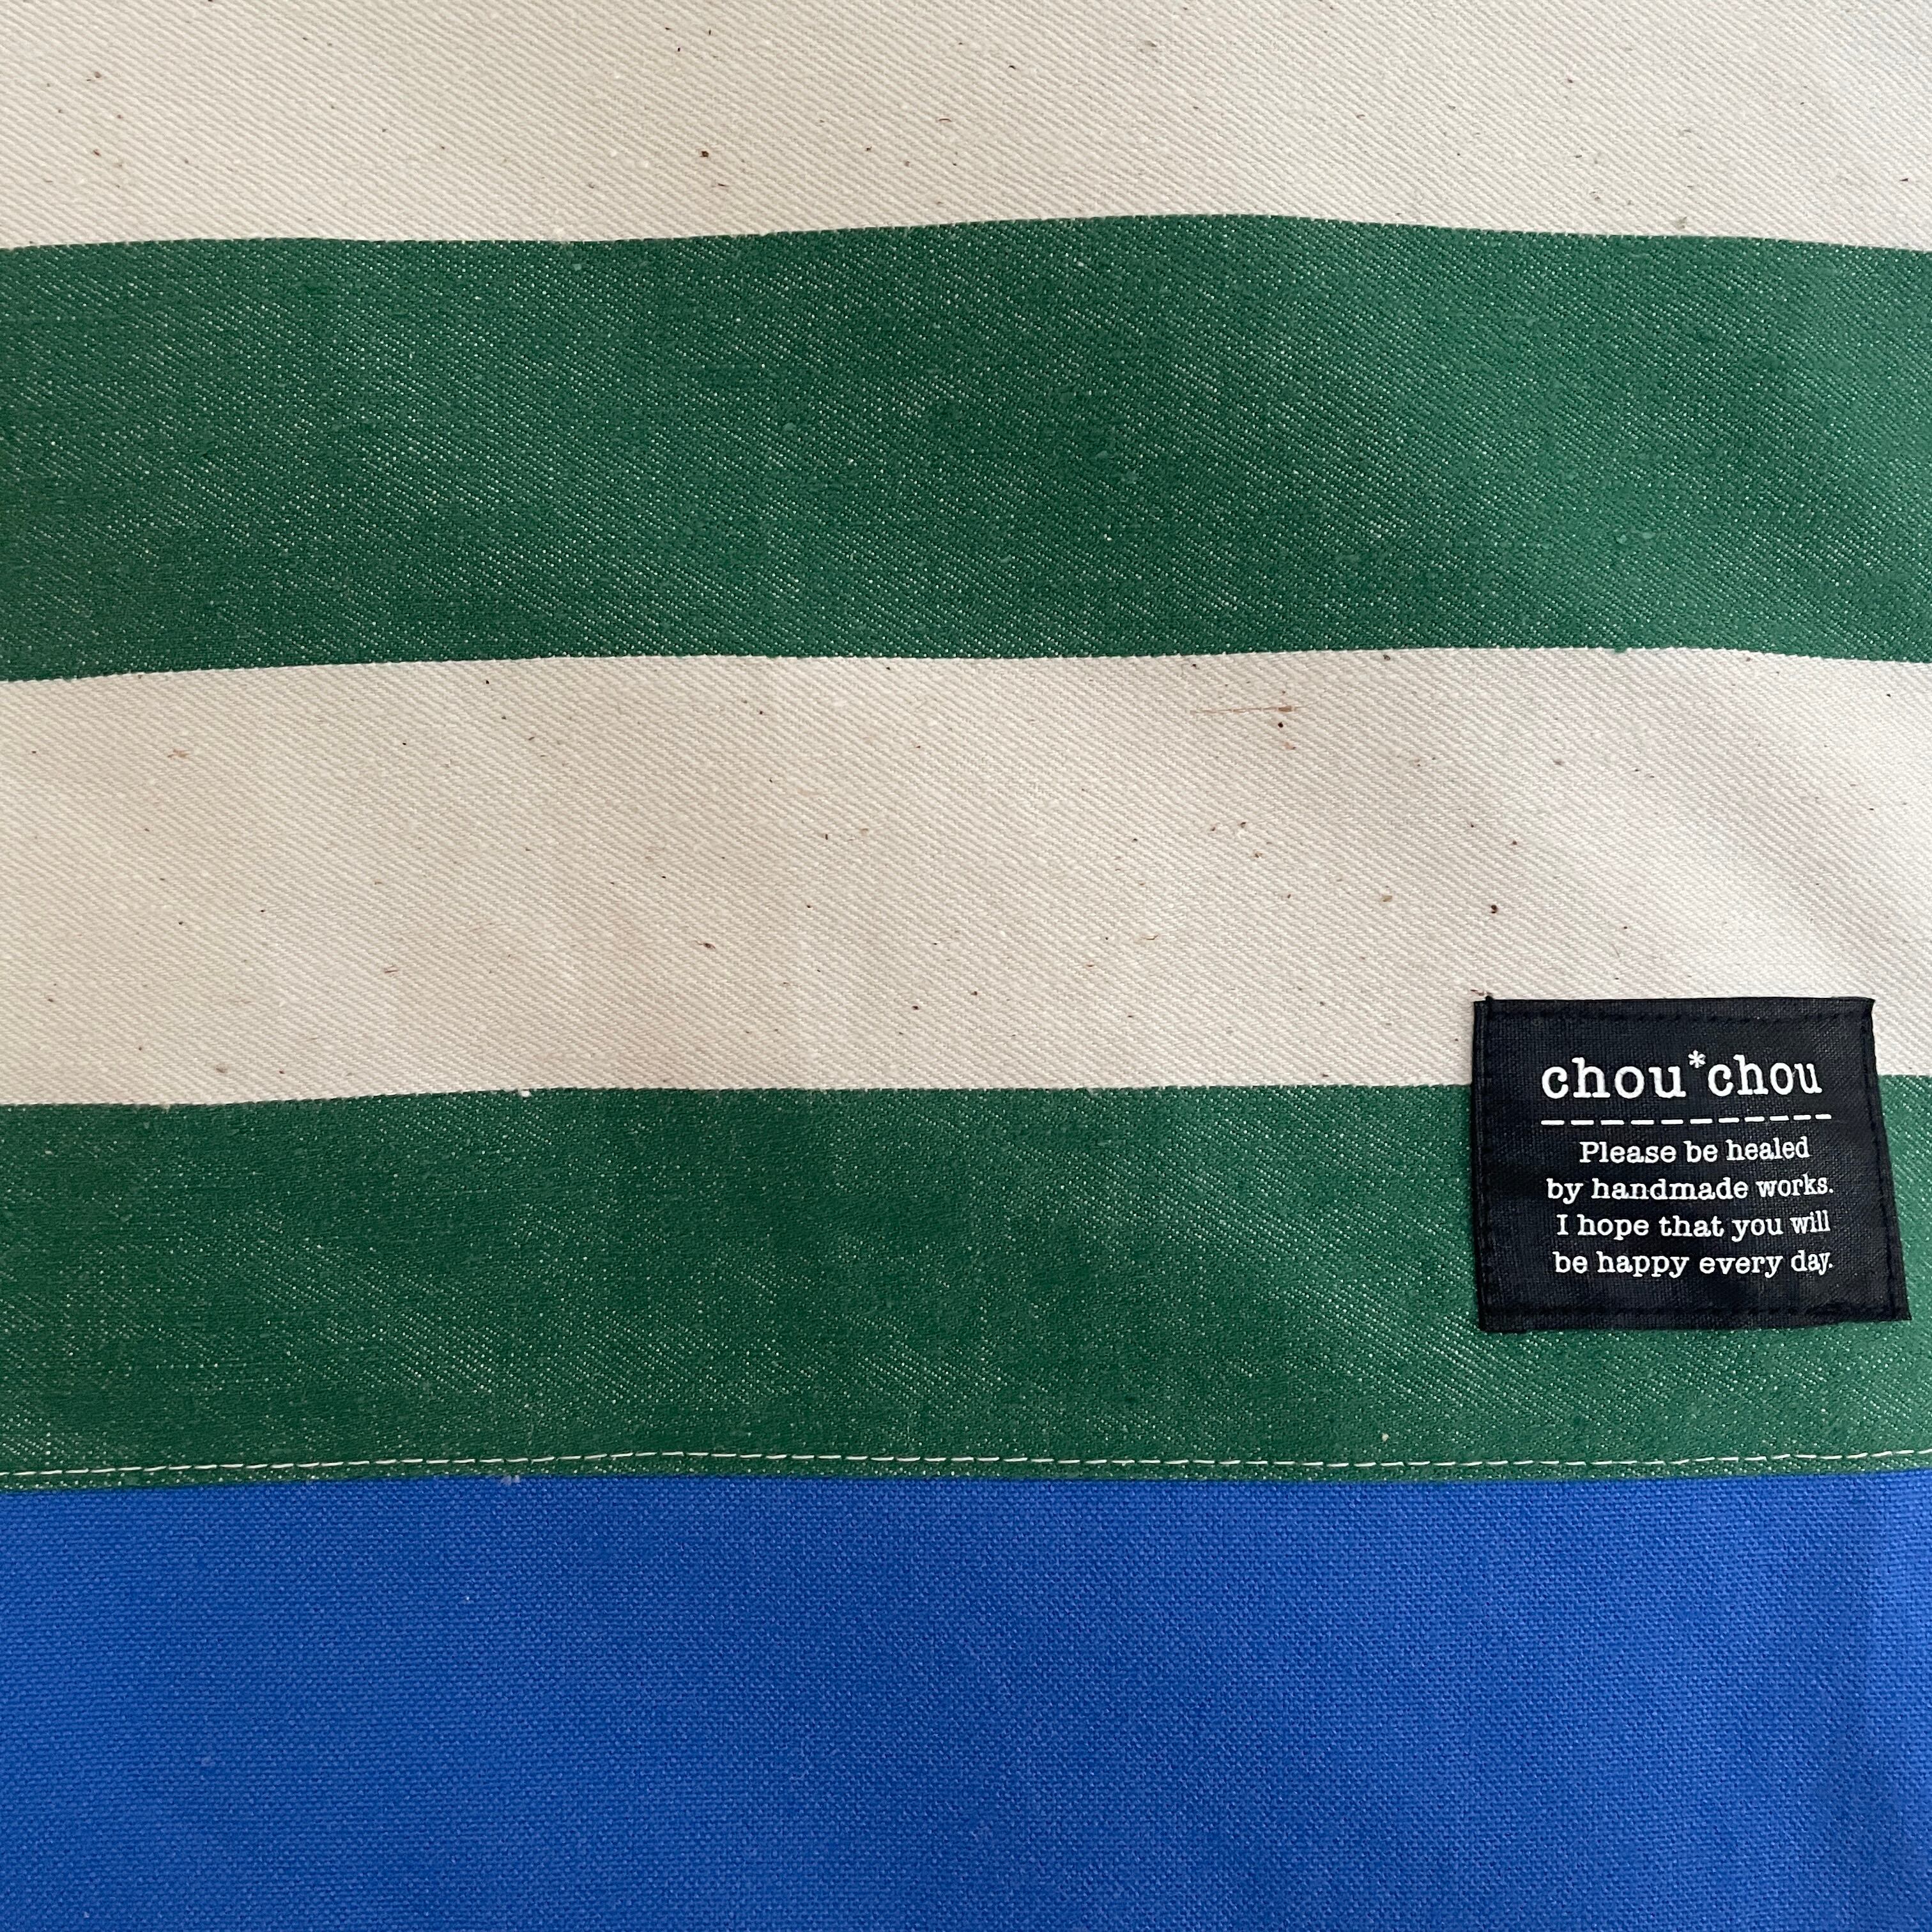 chou*chou
Please be healed
by handmade works.
I hope that you will
be happy every day.